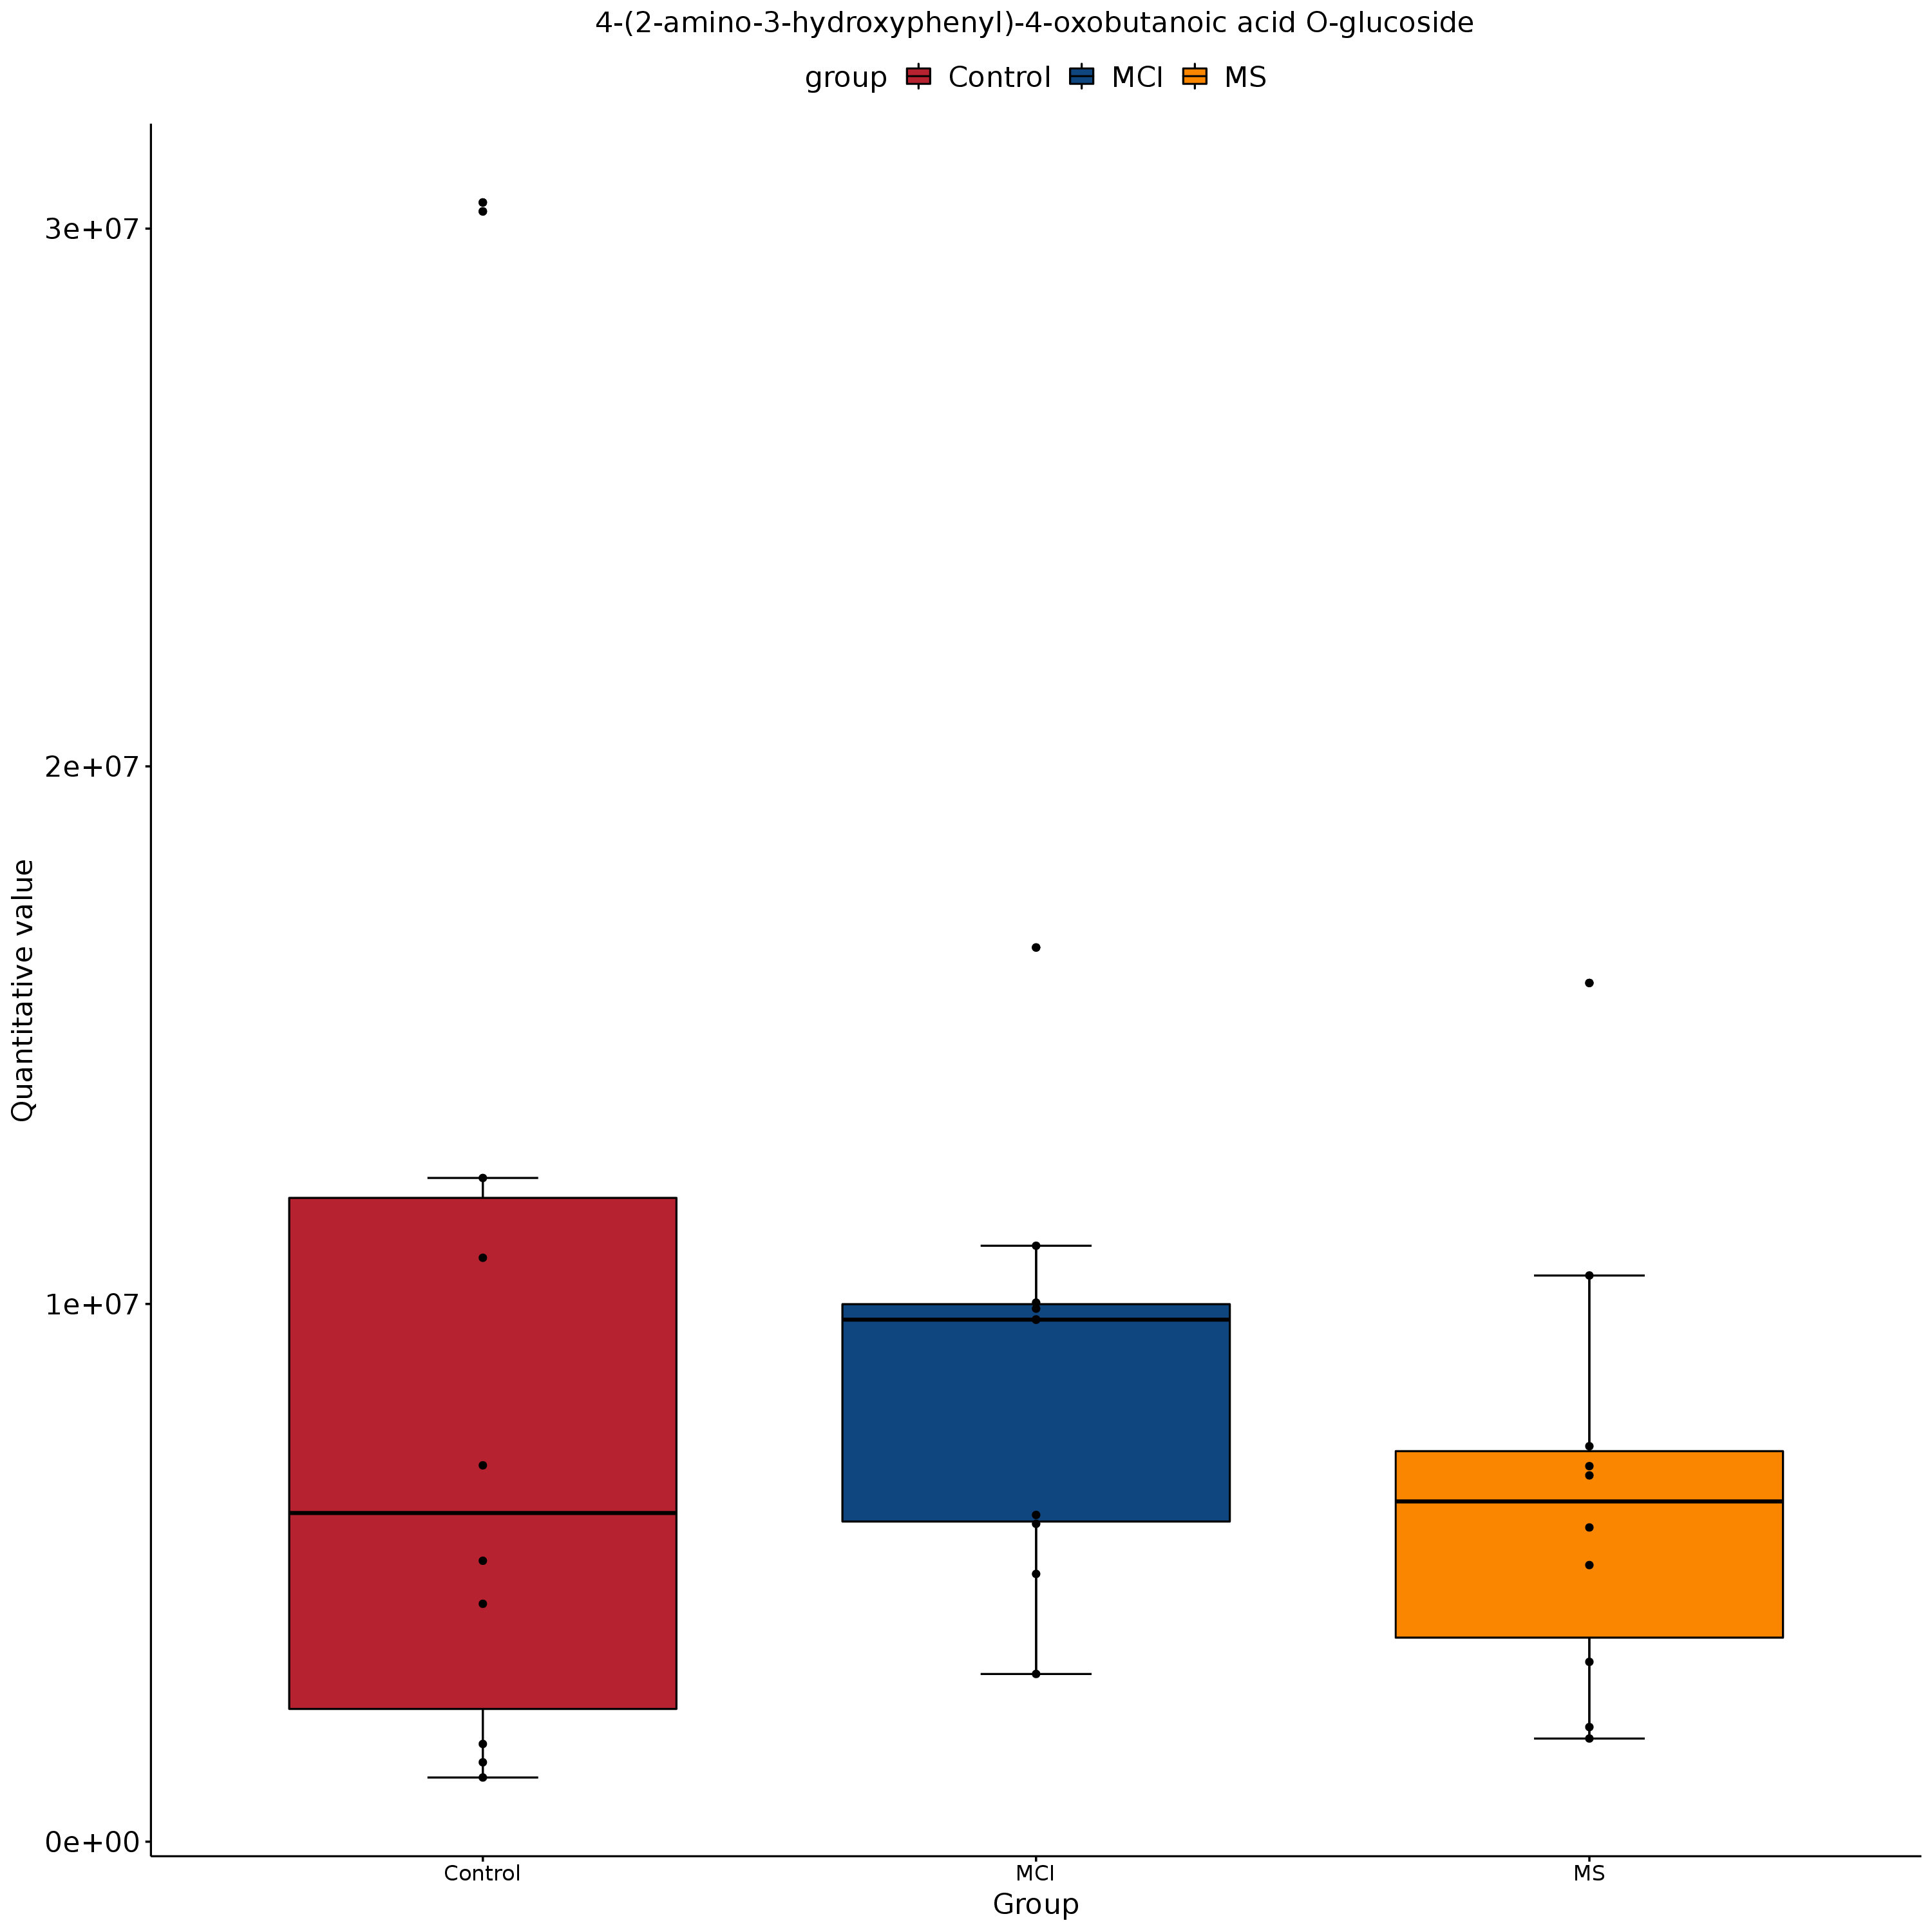 4-(2-amino-3-hydroxyphenyl)-4-oxobutanoic acid O-glucoside
group Control MCI MS
3e+07
2e+07
1e+07
0e+00
Quantitative value
Control MCI MS
Group